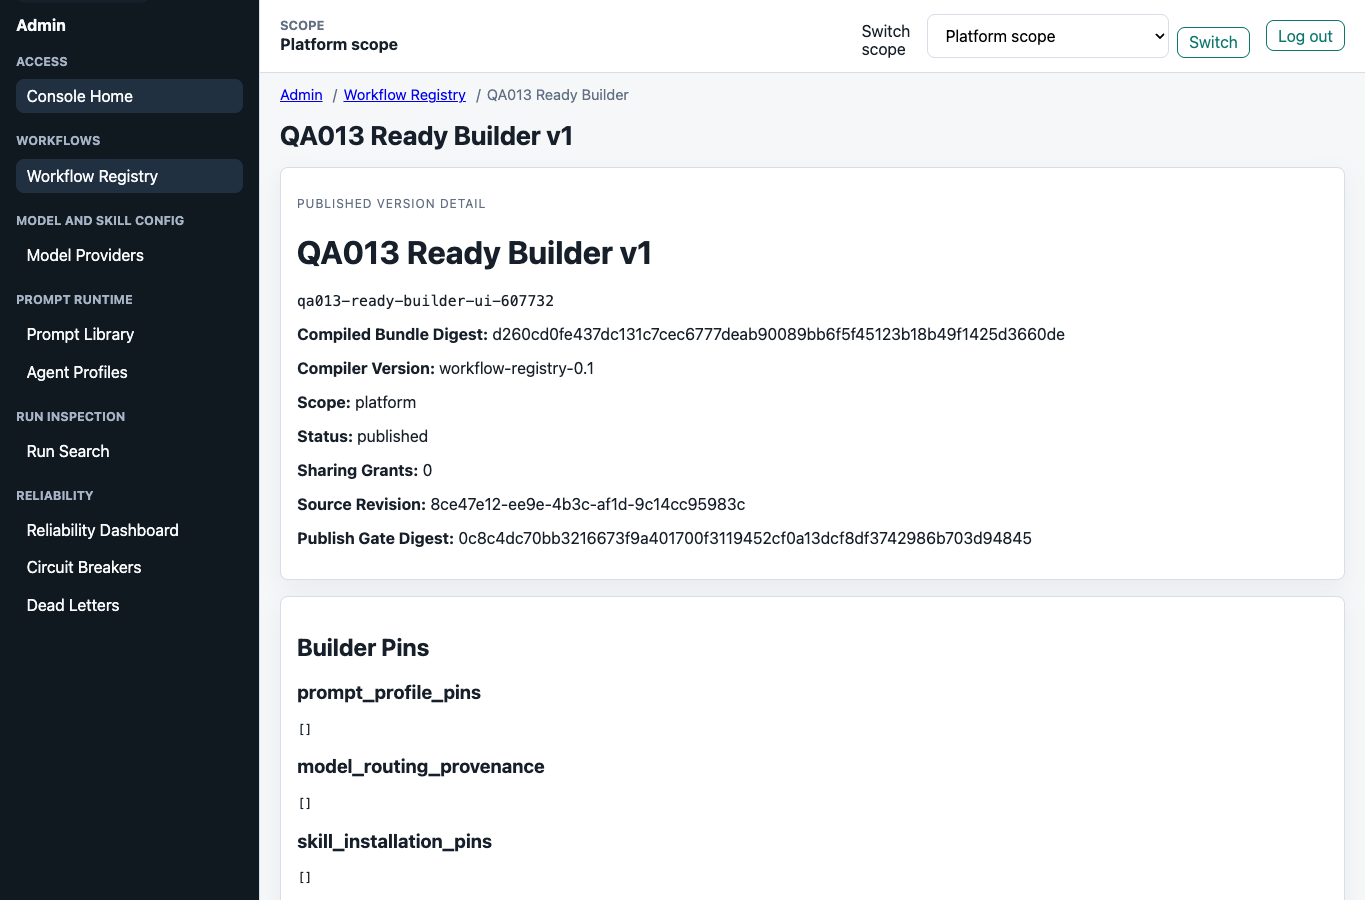 Admin
ACCESS
Console Home
WORKFLOWS
Workflow Registry
MODEL AND SKILL CONFIG
Model Providers
PROMPT RUNTIME
Prompt Library
Agent Profiles
RUN INSPECTION
Run Search
RELIABILITY
Reliability Dashboard
Circuit Breakers
Dead Letters
SCOPE
Platform scope
Switch scope
Platform scope
Switch
Log out
Admin / Workflow Registry / QA013 Ready Builder
QA013 Ready Builder v1
PUBLISHED VERSION DETAIL
QA013 Ready Builder v1
qa013-ready-builder-ui-607732
Compiled Bundle Digest: d260cd0fe437dc131c7cec6777deab90089bb6f5f45123b18b49f1425d3660de
Compiler Version: workflow-registry-0.1
Scope: platform
Status: published
Sharing Grants: 0
Source Revision: 8ce47e12-ee9e-4b3c-af1d-9c14cc95983c
Publish Gate Digest: 0c8c4dc70bb3216673f9a401700f3119452cf0a13dcf8df3742986b703d94845
Builder Pins
prompt_profile_pins
[]
model_routing_provenance
[]
skill_installation_pins
[]